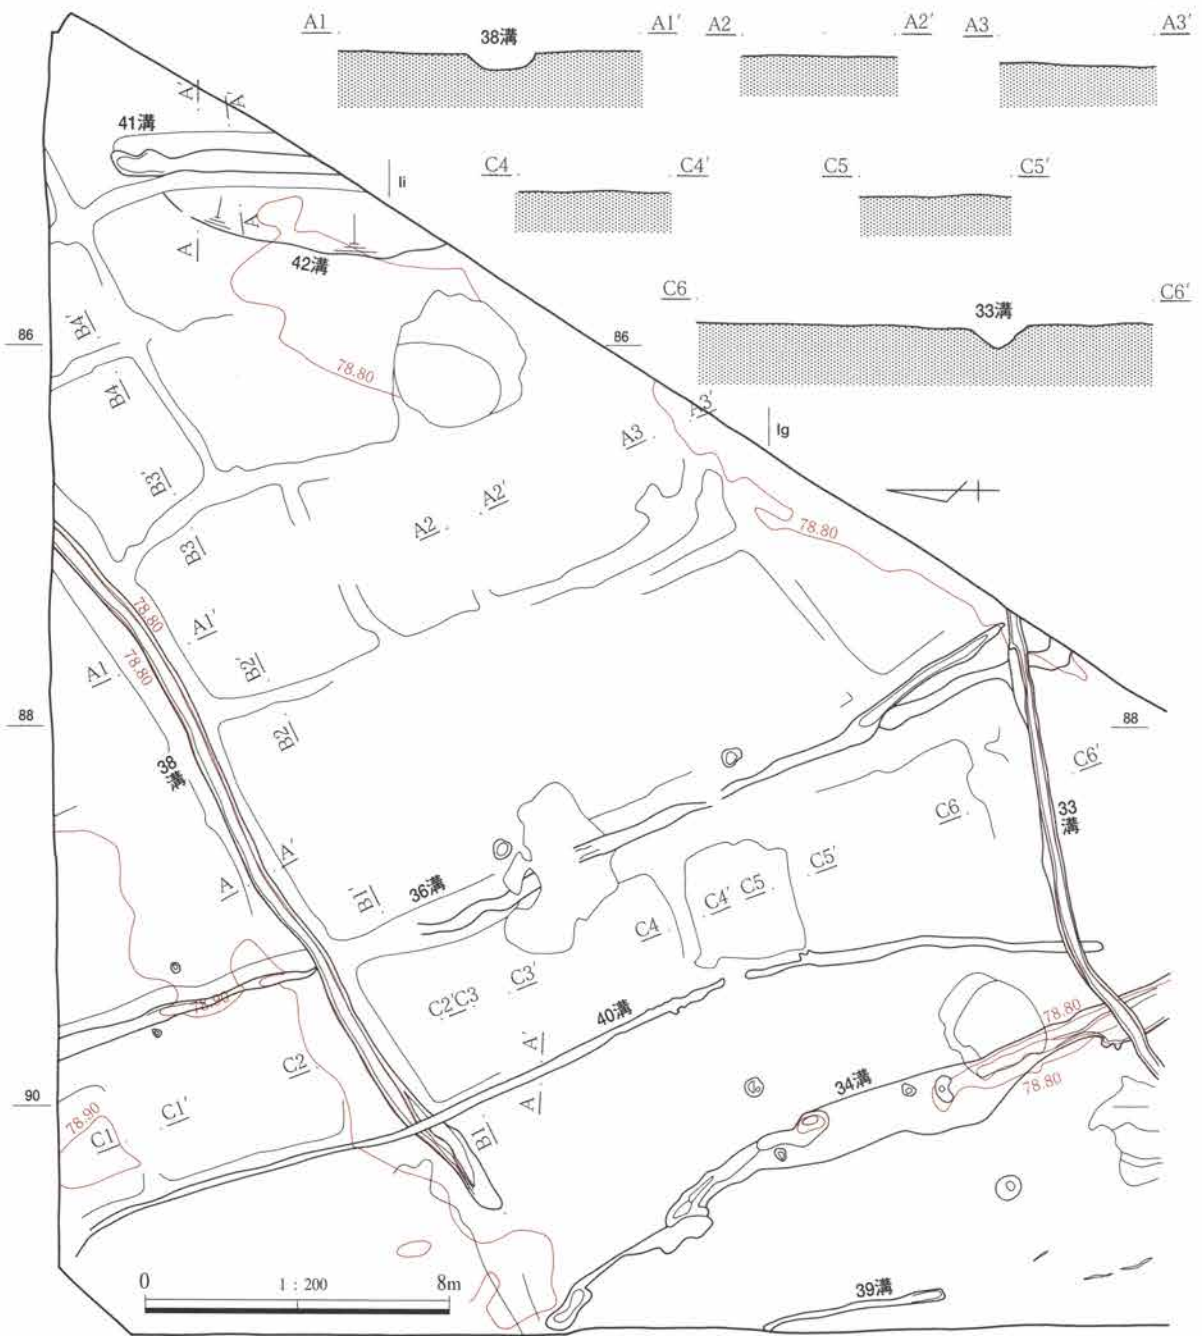 A1 A1′ A2 A2′ A3 A3′
38溝
A′ A′
41溝
Ii
C4 C4′ C5 C5′
A A
42溝
C6 C6′
33溝
B4′
86 86
78.80
B4
A3′
Ig
A3
B3′
A2′
A2
78.80
B3
78.80
A1′
B2′
78.80
A1
88 88
B2
38溝
C6′
C6
33溝
A′
A
B1′
36溝
C5′
C4′ C5
C4
C3′
C2′ C3
78.90
40溝
78.80
A′
C2
34溝
90
A
78.80
78.90
C1′
C1
B1
0 1：200 8m
39溝